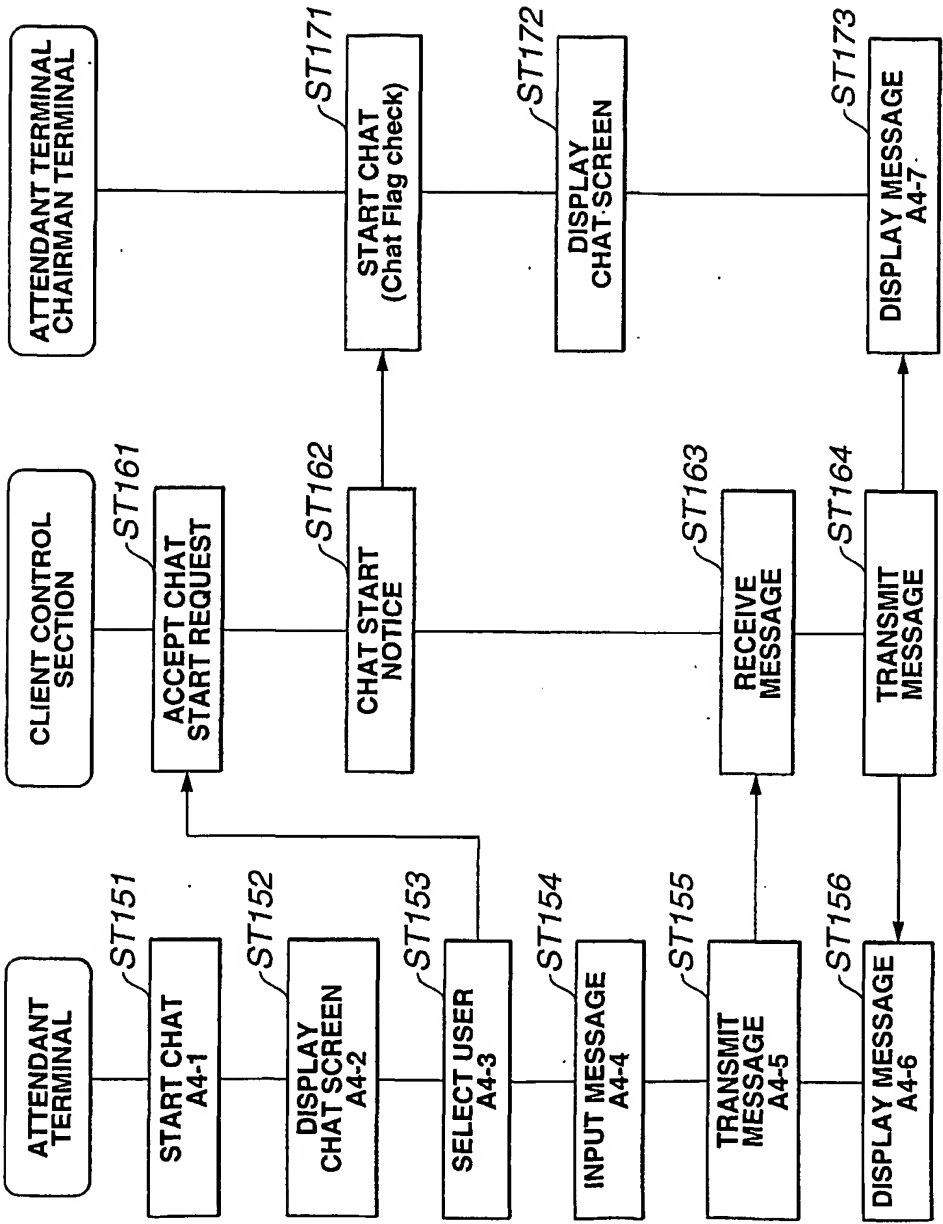 ATTENDANT
TERMINAL
ST151
START CHAT
A4-1
ST152
DISPLAY
CHAT SCREEN
A4-2
ST153
SELECT USER
A4-3
ST154
INPUT MESSAGE
A4-4
ST155
TRANSMIT
MESSAGE
A4-5
ST156
DISPLAY MESSAGE
A4-6
CLIENT CONTROL
SECTION
ST161
ACCEPT CHAT
START REQUEST
ST162
CHAT START
NOTICE
ST163
RECEIVE
MESSAGE
ST164
TRANSMIT
MESSAGE
ATTENDANT TERMINAL
CHAIRMAN TERMINAL
ST171
START CHAT
(Chat Flag check)
ST172
DISPLAY
CHAT SCREEN
ST173
DISPLAY MESSAGE
A4-7